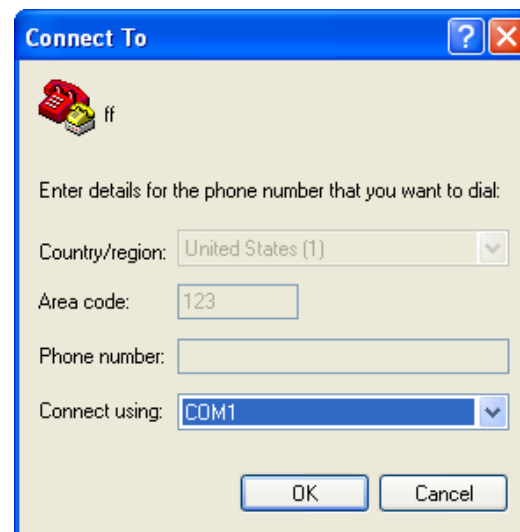 Connect To
ff
Enter details for the phone number that you want to dial:
Country/region: United States (1)
Area code: 123
Phone number:
Connect using: COM1
OK Cancel